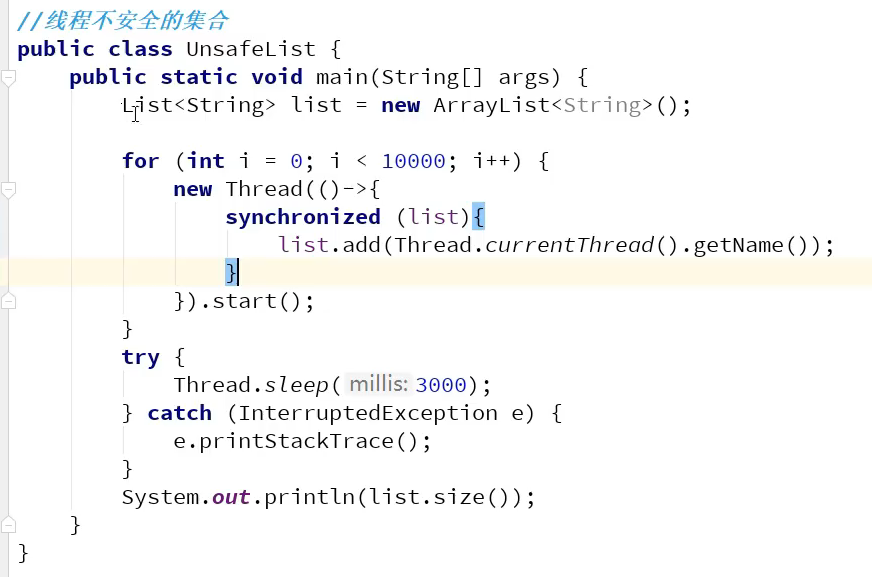 //线程不安全的集合
public class UnsafeList {
    public static void main(String[] args) {
        List<String> list = new ArrayList<String>();

        for (int i = 0; i < 10000; i++) {
            new Thread(()->{
                synchronized (list){
                    list.add(Thread.currentThread().getName());
                }
            }).start();
        }
        try {
            Thread.sleep( millis: 3000);
        } catch (InterruptedException e) {
            e.printStackTrace();
        }
        System.out.println(list.size());
    }
}